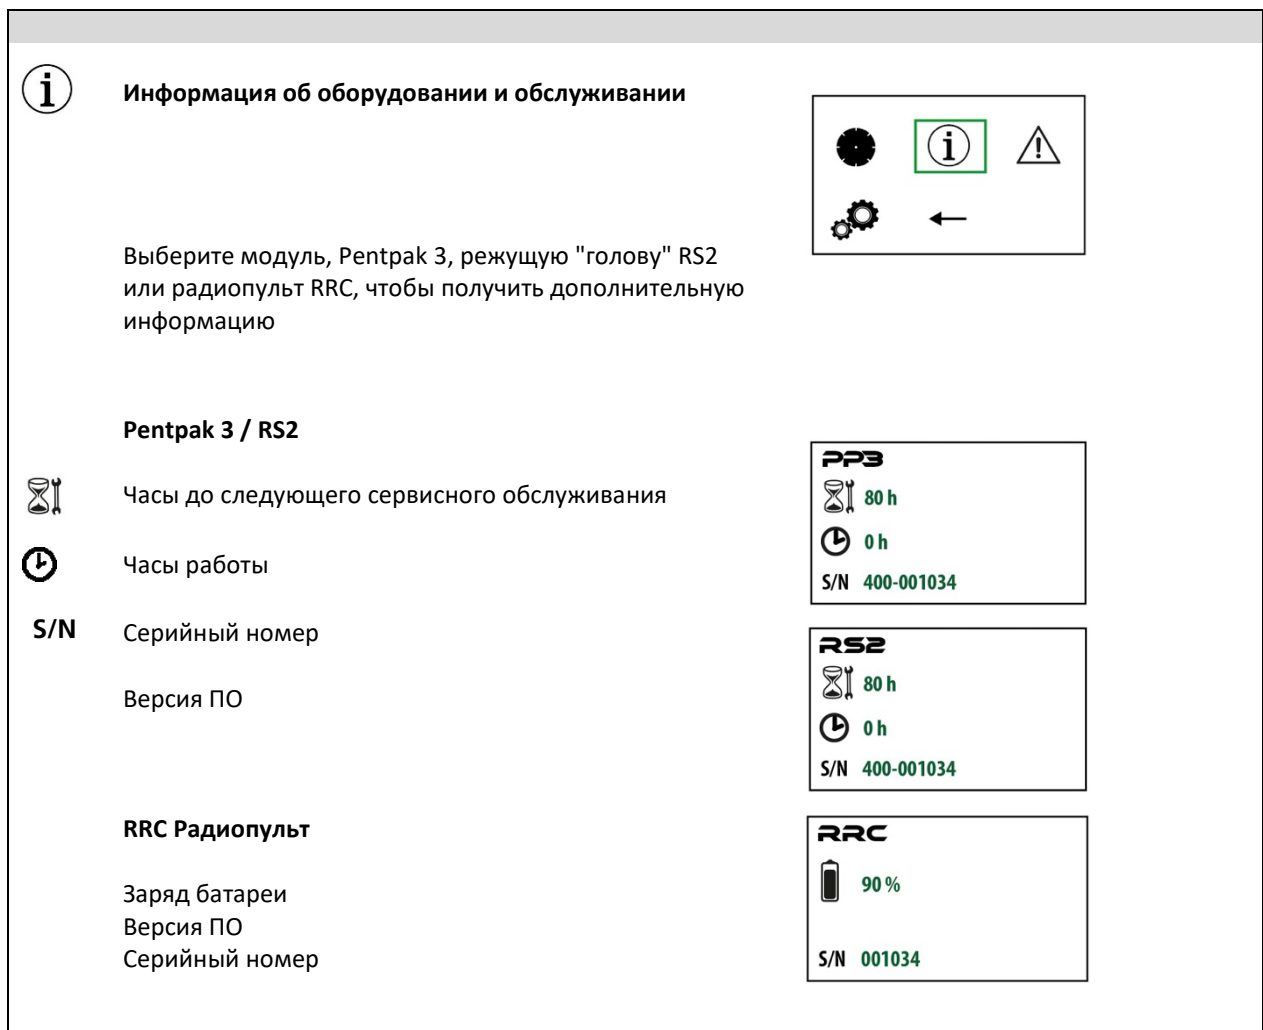 Информация об оборудовании и обслуживании
Выберите модуль, Pentpak 3, режущую "голову" RS2
или радиопульт RRC, чтобы получить дополнительную
информацию
Pentpak 3 / RS2
Часы до следующего сервисного обслуживания
Часы работы
S/N Серийный номер
Версия ПО
PP3
80 h
0 h
S/N 400-001034
RS2
80 h
0 h
S/N 400-001034
RRC Радиопульт
Заряд батареи
Версия ПО
Серийный номер
RRC
90 %
S/N 001034